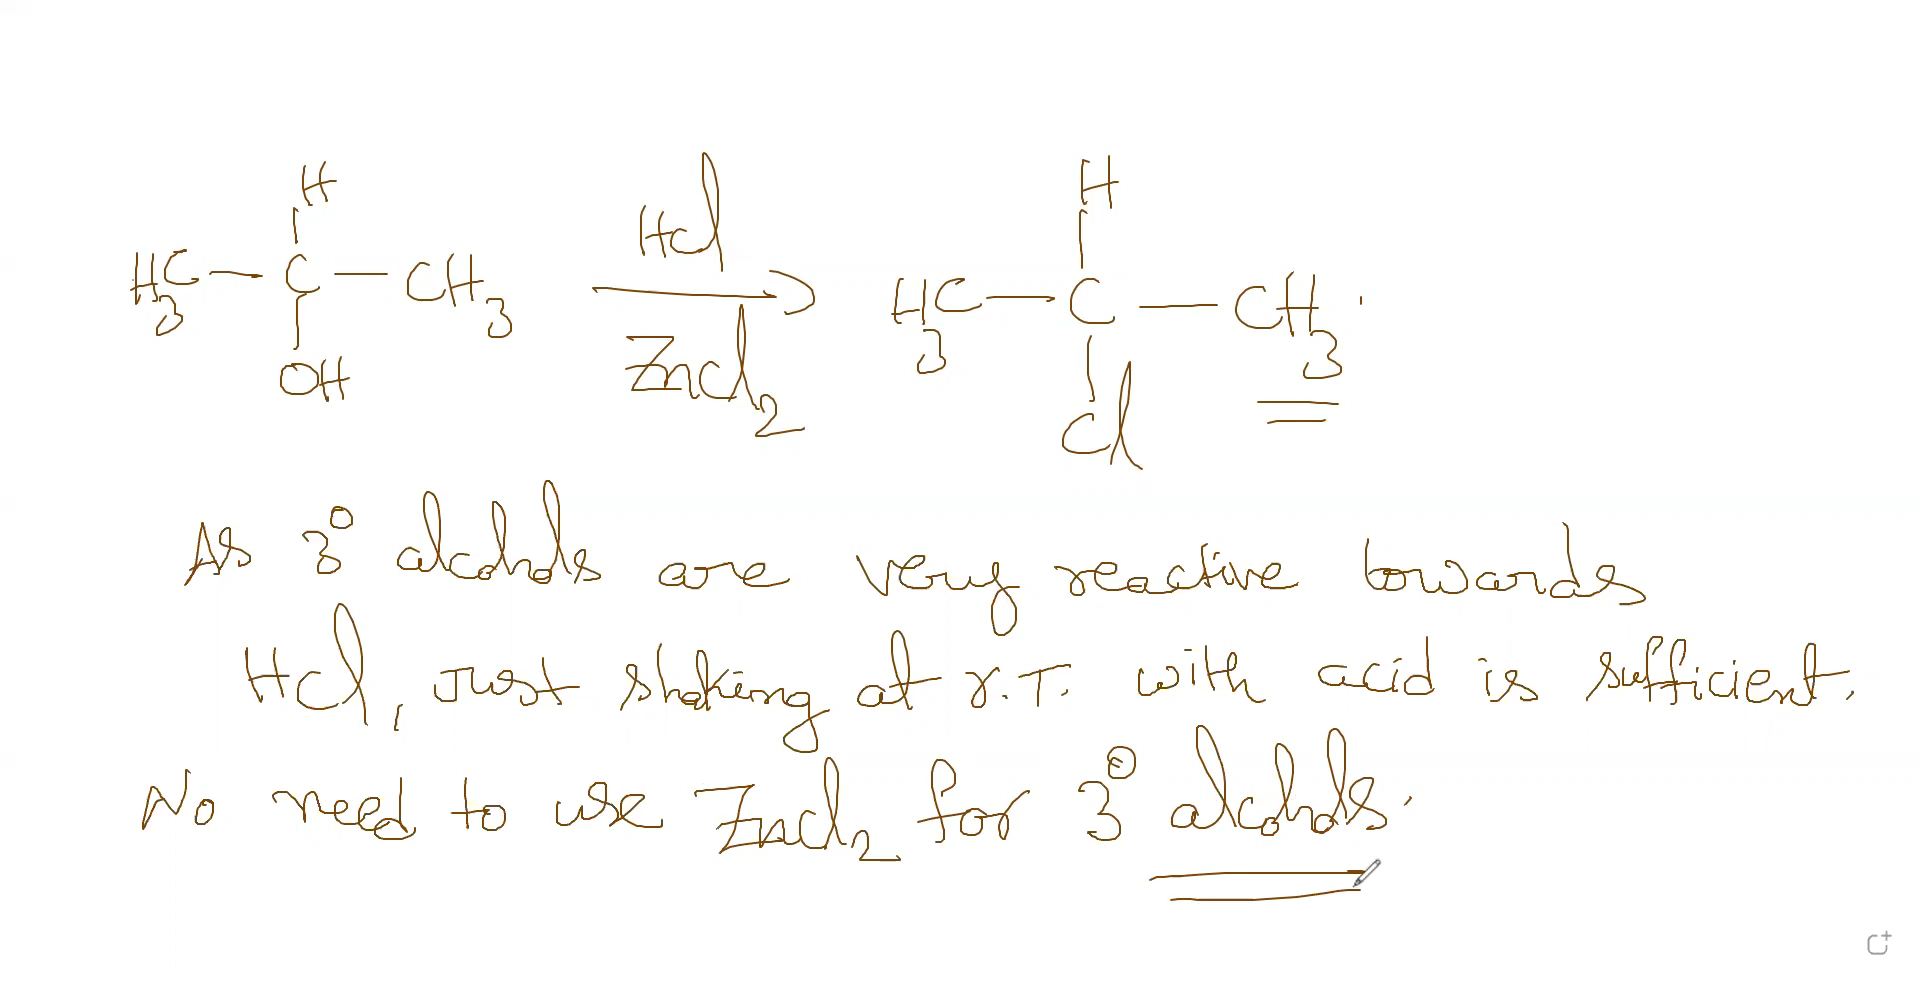 H H
H3C — C — CH3 HCl → H3C — C — CH3 .
OH ZnCl2 Cl
As 3° alcohols are very reactive towards
HCl, Just shaking at r.T. with acid is sufficient.
No need to use ZnCl2 for 3° alcohols.